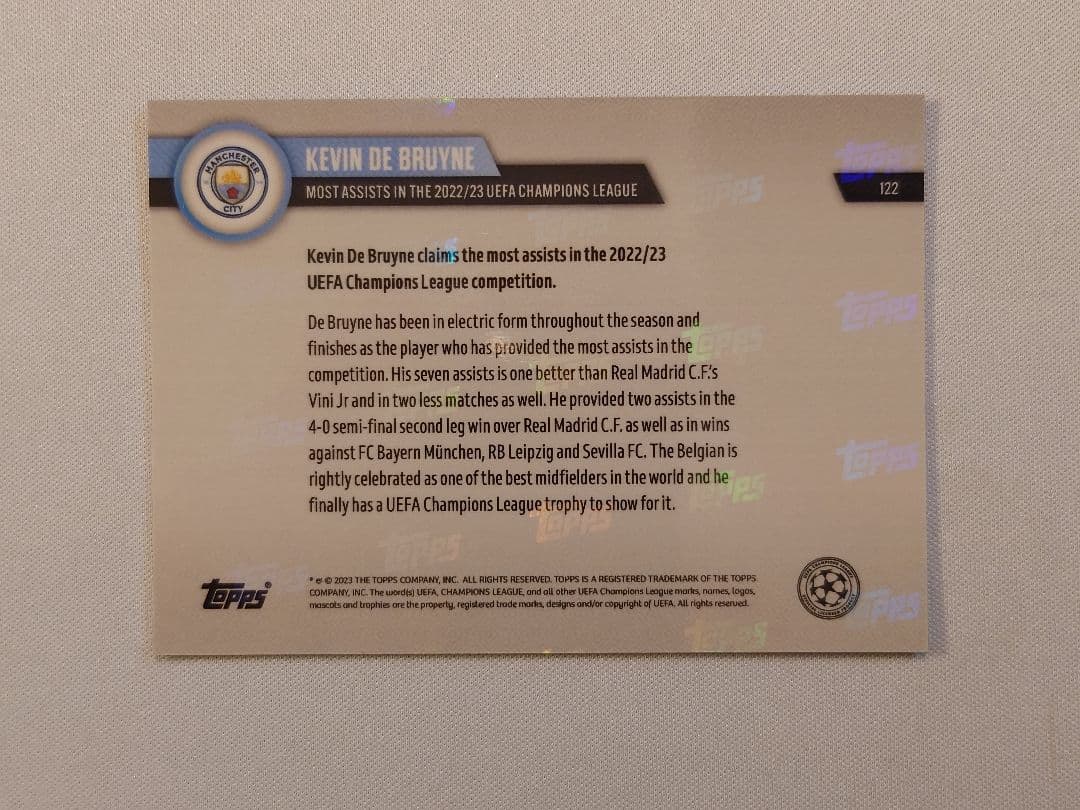 MANCHESTER
CITY
KEVIN DE BRUYNE
MOST ASSISTS IN THE 2022/23 UEFA CHAMPIONS LEAGUE
122
Kevin De Bruyne claims the most assists in the 2022/23
UEFA Champions League competition.
De Bruyne has been in electric form throughout the season and
finishes as the player who has provided the most assists in the
competition. His seven assists is one better than Real Madrid C.F.'s
Vini Jr and in two less matches as well. He provided two assists in the
4-0 semi-final second leg win over Real Madrid C.F. as well as in wins
against FC Bayern München, RB Leipzig and Sevilla FC. The Belgian is
rightly celebrated as one of the best midfielders in the world and he
finally has a UEFA Champions League trophy to show for it.
Topps®
© 2023 THE TOPPS COMPANY, INC. ALL RIGHTS RESERVED. TOPPS IS A REGISTERED TRADEMARK OF THE TOPPS
COMPANY, INC. The word(s) UEFA, CHAMPIONS LEAGUE, and all other UEFA Champions League marks, names, logos,
mascots and trophies are the property, registered trade marks, designs and/or copyright of UEFA. All rights reserved.